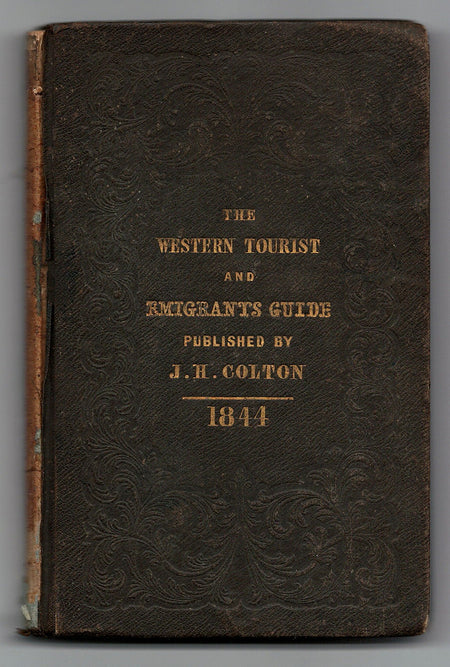 THE
WESTERN TOURIST
AND
EMIGRANTS GUIDE
PUBLISHED BY
J. H. COLTON
1844